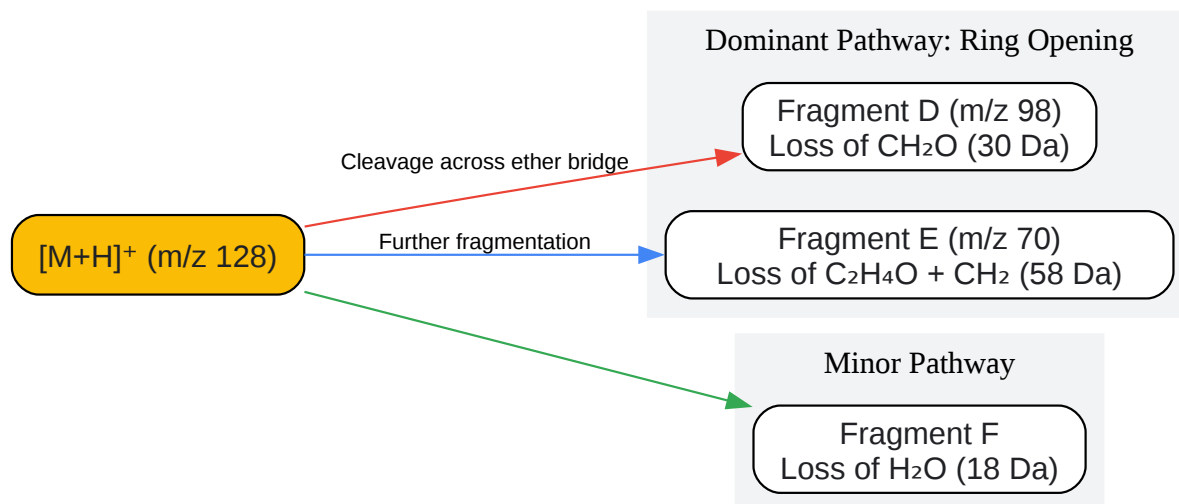 Dominant Pathway: Ring Opening
Fragment D (m/z 98)
Loss of CH₂O (30 Da)
Cleavage across ether bridge
[M+H]⁺ (m/z 128)
Further fragmentation
Fragment E (m/z 70)
Loss of C₂H₄O + CH₂ (58 Da)
Minor Pathway
Fragment F
Loss of H₂O (18 Da)